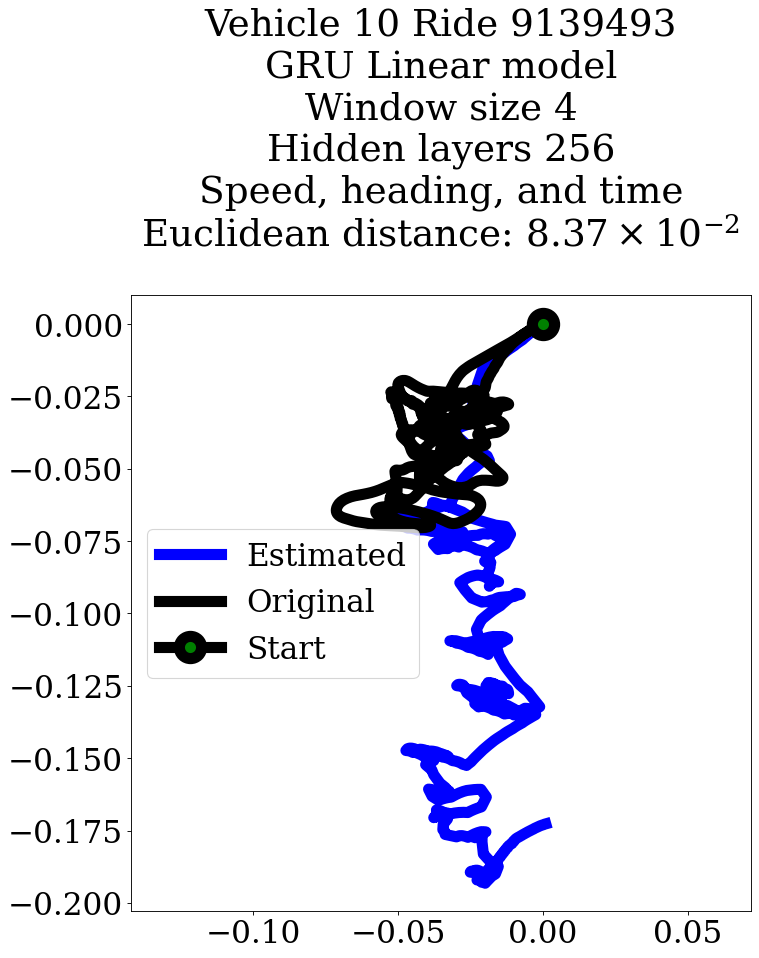 Vehicle 10 Ride 9139493
GRU Linear model
Window size 4
Hidden layers 256
Speed, heading, and time
Euclidean distance: 8.37 × 10⁻²
0.000
−0.025
−0.050
−0.075
−0.100
−0.125
−0.150
−0.175
−0.200
Estimated
Original
Start
−0.10
−0.05
0.00
0.05